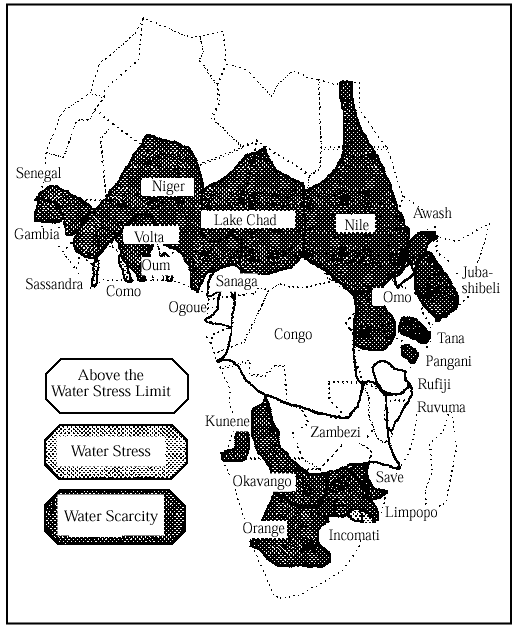 Senegal
Niger
Lake Chad
Nile
Awash
Gambia
Volta
Oum
Juba-
shibeli
Sassandra
Como
Sanaga
Omo
Ogoue
Congo
Tana
Pangani
Rufiji
Ruvuma
Above the
Water Stress Limit
Kunene
Zambezi
Water Stress
Okavango
Save
Water Scarcity
Limpopo
Orange
Incomati